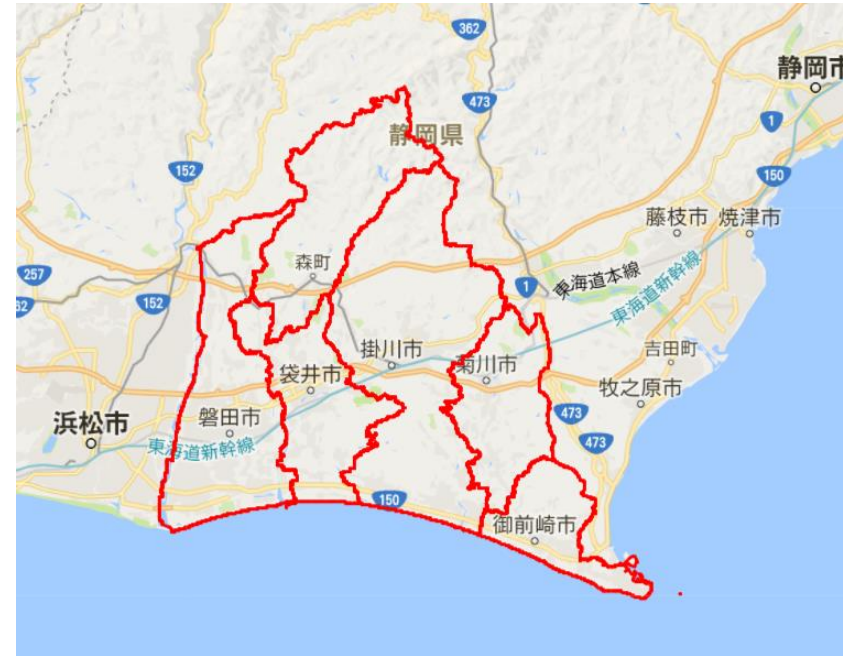 362
静岡市
473
静岡県
1
152
150
藤枝市
焼津市
257
森町
1
東海道本線
152
東海道新幹線
掛川市
吉田町
袋井市
菊川市
牧之原市
浜松市
磐田市
473
東海道新幹線
473
150
御前崎市